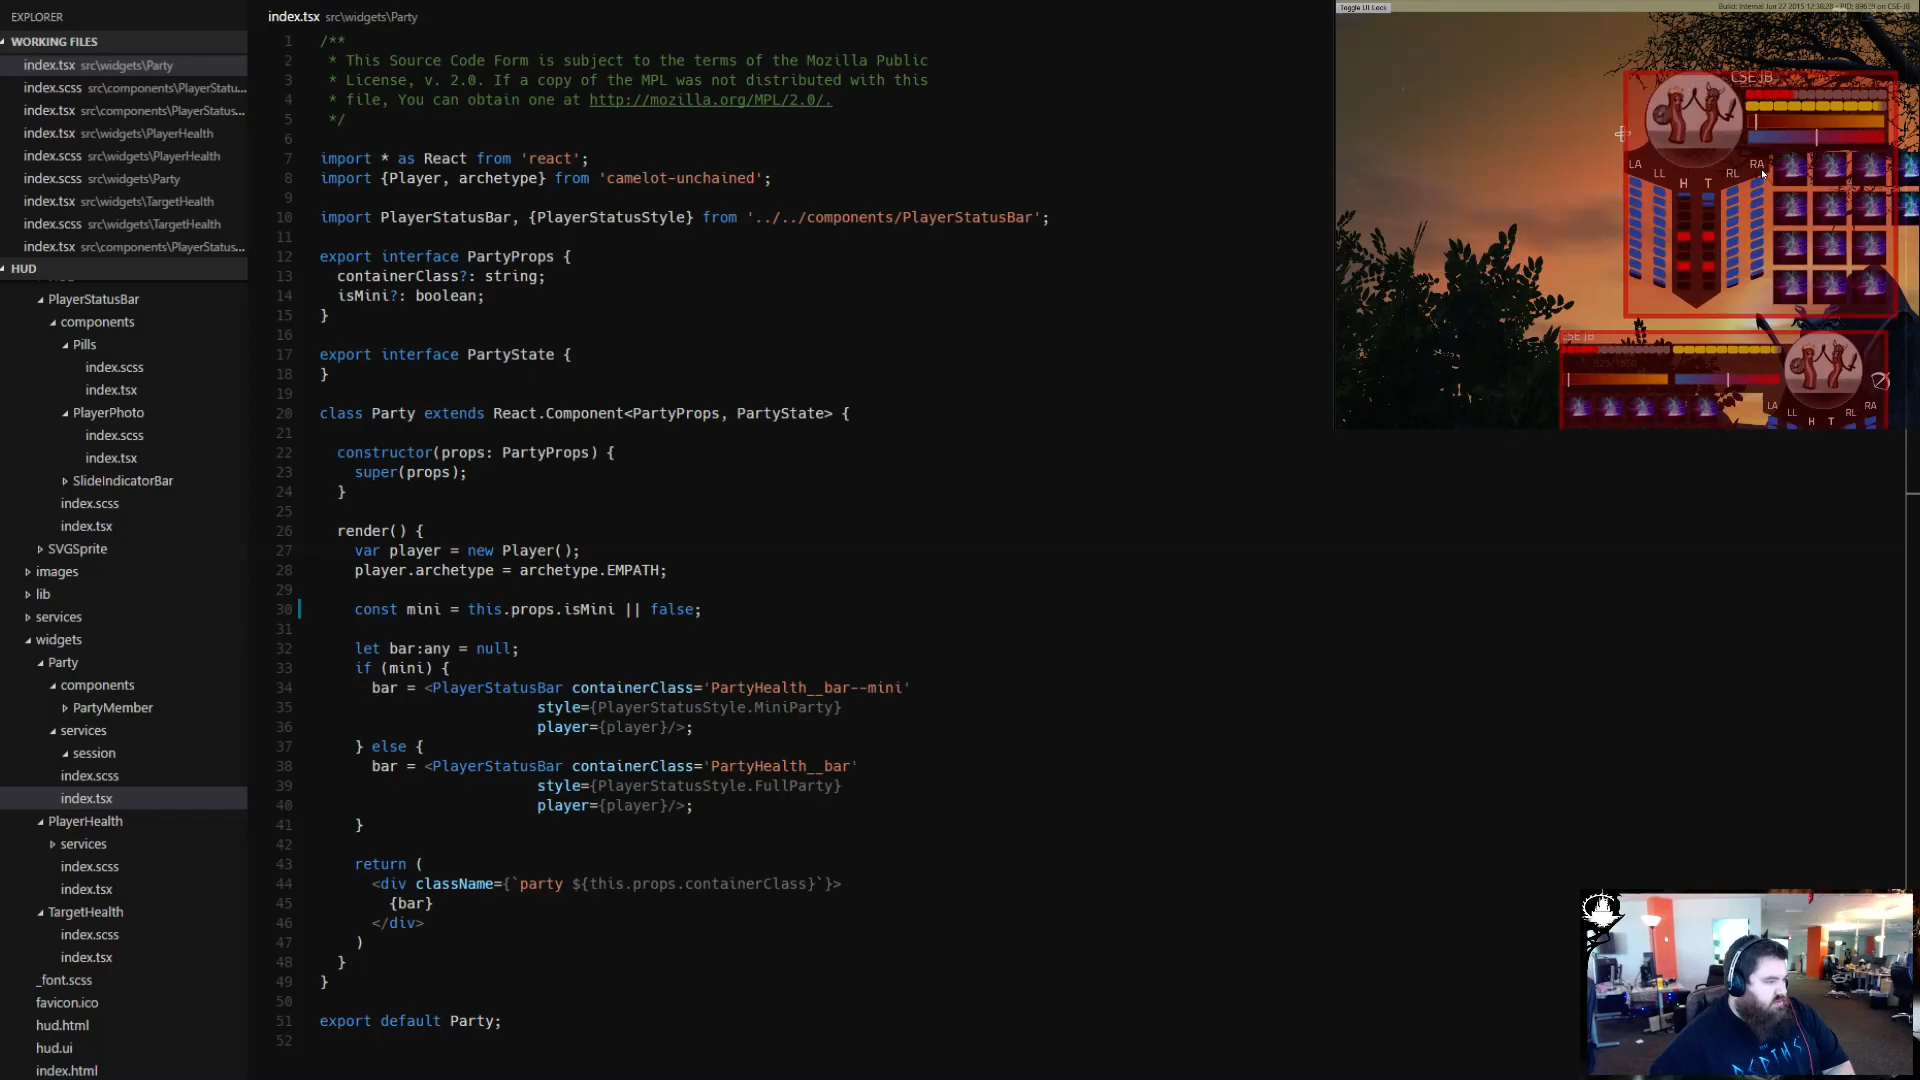 EXPLORER
WORKING FILES
index.tsx src\widgets\Party
index.scss src\components\PlayerStatu...
index.tsx src\components\PlayerStatus...
index.tsx src\widgets\PlayerHealth
index.scss src\widgets\PlayerHealth
index.scss src\widgets\Party
index.tsx src\widgets\TargetHealth
index.scss src\widgets\TargetHealth
index.tsx src\components\PlayerStatus...
HUD
PlayerStatusBar
components
Pills
index.scss
index.tsx
PlayerPhoto
index.scss
index.tsx
SlideIndicatorBar
index.scss
index.tsx
SVGSprite
images
lib
services
widgets
Party
components
PartyMember
services
session
index.scss
index.tsx
PlayerHealth
services
index.scss
index.tsx
TargetHealth
index.scss
index.tsx
_font.scss
favicon.ico
hud.html
hud.ui
index.html
index.tsx src\widgets\Party
1 /**
2 * This Source Code Form is subject to the terms of the Mozilla Public
3 * License, v. 2.0. If a copy of the MPL was not distributed with this
4 * file, You can obtain one at http://mozilla.org/MPL/2.0/.
5 */
6
7 import * as React from 'react';
8 import {Player, archetype} from 'camelot-unchained';
9
10 import PlayerStatusBar, {PlayerStatusStyle} from '../../components/PlayerStatusBar';
11
12 export interface PartyProps {
13 containerClass?: string;
14 isMini?: boolean;
15 }
16
17 export interface PartyState {
18 }
19
20 class Party extends React.Component<PartyProps, PartyState> {
21
22 constructor(props: PartyProps) {
23 super(props);
24 }
25
26 render() {
27 var player = new Player();
28 player.archetype = archetype.EMPATH;
29
30 const mini = this.props.isMini || false;
31
32 let bar:any = null;
33 if (mini) {
34 bar = <PlayerStatusBar containerClass='PartyHealth__bar--mini'
35 style={PlayerStatusStyle.MiniParty}
36 player={player}/>;
37 } else {
38 bar = <PlayerStatusBar containerClass='PartyHealth__bar'
39 style={PlayerStatusStyle.FullParty}
40 player={player}/>;
41 }
42
43 return (
44 <div className={`party ${this.props.containerClass}`}>
45 {bar}
46 </div>
47 )
48 }
49 }
50
51 export default Party;
52
Toggle UI Lock
CSE JB
LA LL H T RL RA
CSE JB
LA LL H T RL RA